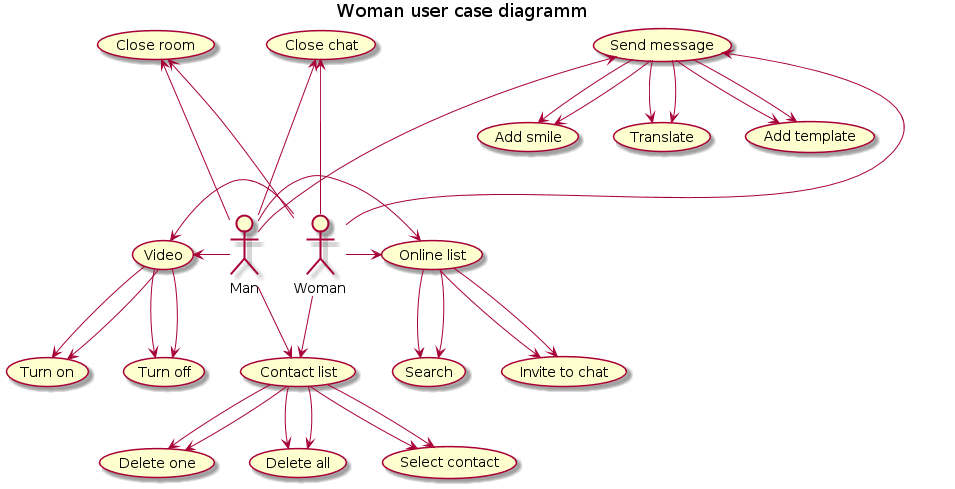 Woman user case diagramm
Close room
Close chat
Send message
Add smile
Translate
Add template
Video
Man
Woman
Online list
Turn on
Turn off
Contact list
Search
Invite to chat
Delete one
Delete all
Select contact